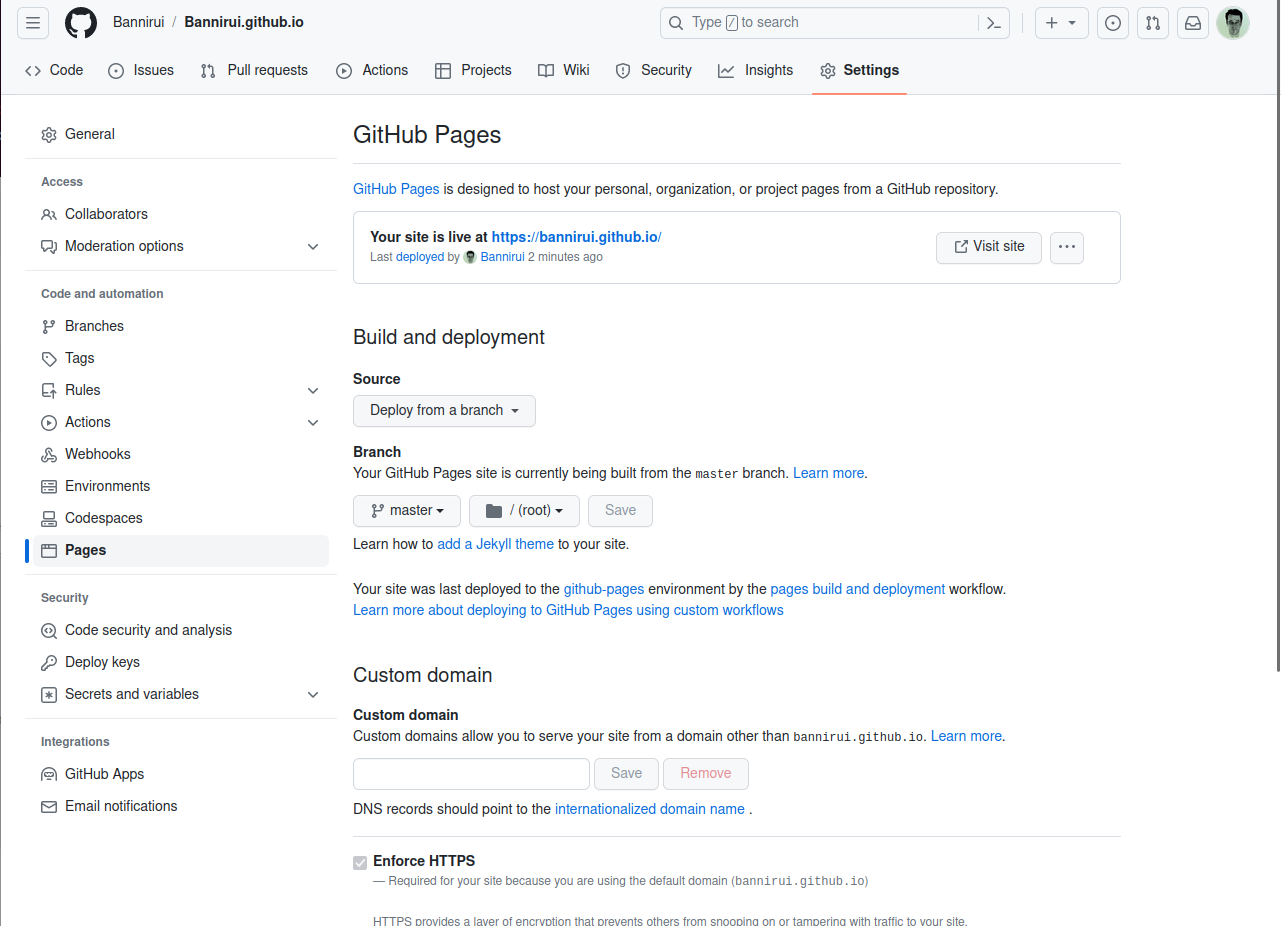 Bannirui / Bannirui.github.io
Type / to search
Code Issues Pull requests Actions Projects Wiki Security Insights Settings
General
Access
Collaborators
Moderation options
Code and automation
Branches
Tags
Rules
Actions
Webhooks
Environments
Codespaces
Pages
Security
Code security and analysis
Deploy keys
Secrets and variables
Integrations
GitHub Apps
Email notifications
GitHub Pages
GitHub Pages is designed to host your personal, organization, or project pages from a GitHub repository.
Your site is live at https://bannirui.github.io/
Last deployed by Bannirui 2 minutes ago
Visit site
Build and deployment
Source
Deploy from a branch
Branch
Your GitHub Pages site is currently being built from the master branch. Learn more.
master / (root) Save
Learn how to add a Jekyll theme to your site.
Your site was last deployed to the github-pages environment by the pages build and deployment workflow.
Learn more about deploying to GitHub Pages using custom workflows
Custom domain
Custom domain
Custom domains allow you to serve your site from a domain other than bannirui.github.io. Learn more.
Save Remove
DNS records should point to the internationalized domain name .
Enforce HTTPS
— Required for your site because you are using the default domain (bannirui.github.io)
HTTPS provides a layer of encryption that prevents others from snooping on or tampering with traffic to your site.